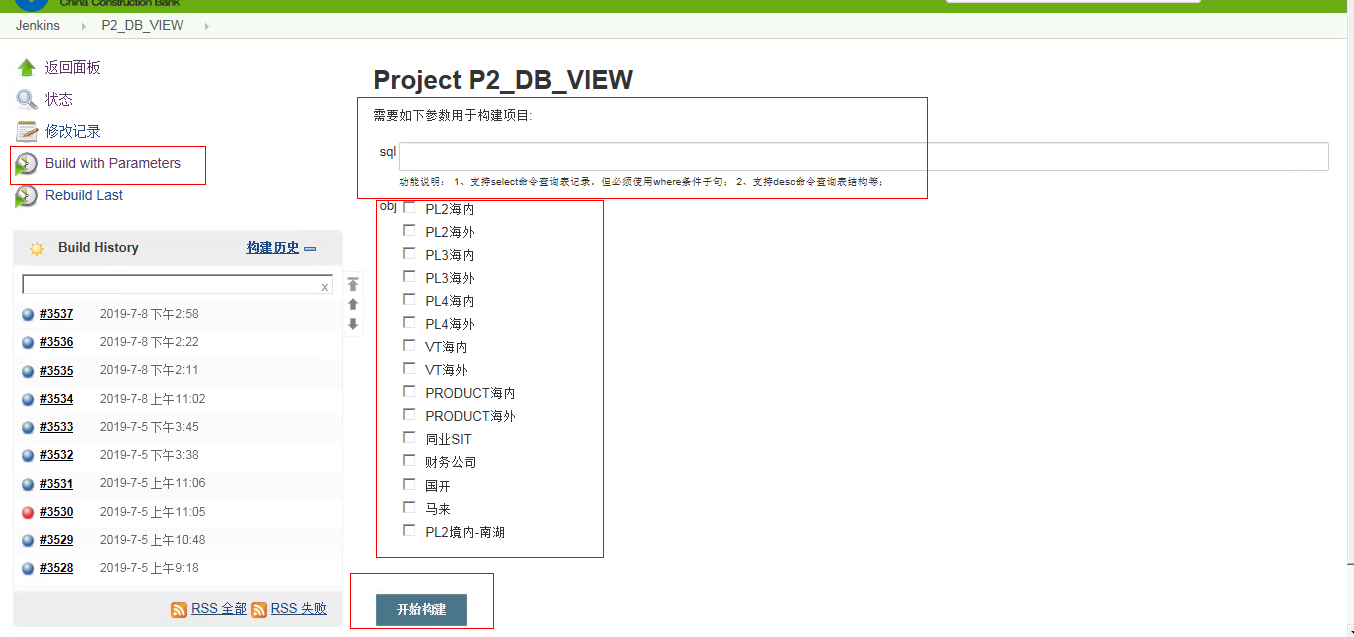 China Construction Bank
Jenkins
P2_DB_VIEW
返回面板
状态
修改记录
Build with Parameters
Rebuild Last
Build History
构建历史
x
#3537 2019-7-8 下午2:58
#3536 2019-7-8 下午2:22
#3535 2019-7-8 下午2:11
#3534 2019-7-8 上午11:02
#3533 2019-7-5 下午3:45
#3532 2019-7-5 下午3:38
#3531 2019-7-5 上午11:06
#3530 2019-7-5 上午11:05
#3529 2019-7-5 上午10:48
#3528 2019-7-5 上午9:18
RSS 全部 RSS 失败
Project P2_DB_VIEW
需要如下参数用于构建项目:
sql
功能说明： 1、支持select命令查询表记录，但必须使用where条件子句； 2、支持desc命令查询表结构等；
obj
PL2海内
PL2海外
PL3海内
PL3海外
PL4海内
PL4海外
VT海内
VT海外
PRODUCT海内
PRODUCT海外
同业SIT
财务公司
国开
马来
PL2境内-南湖
开始构建